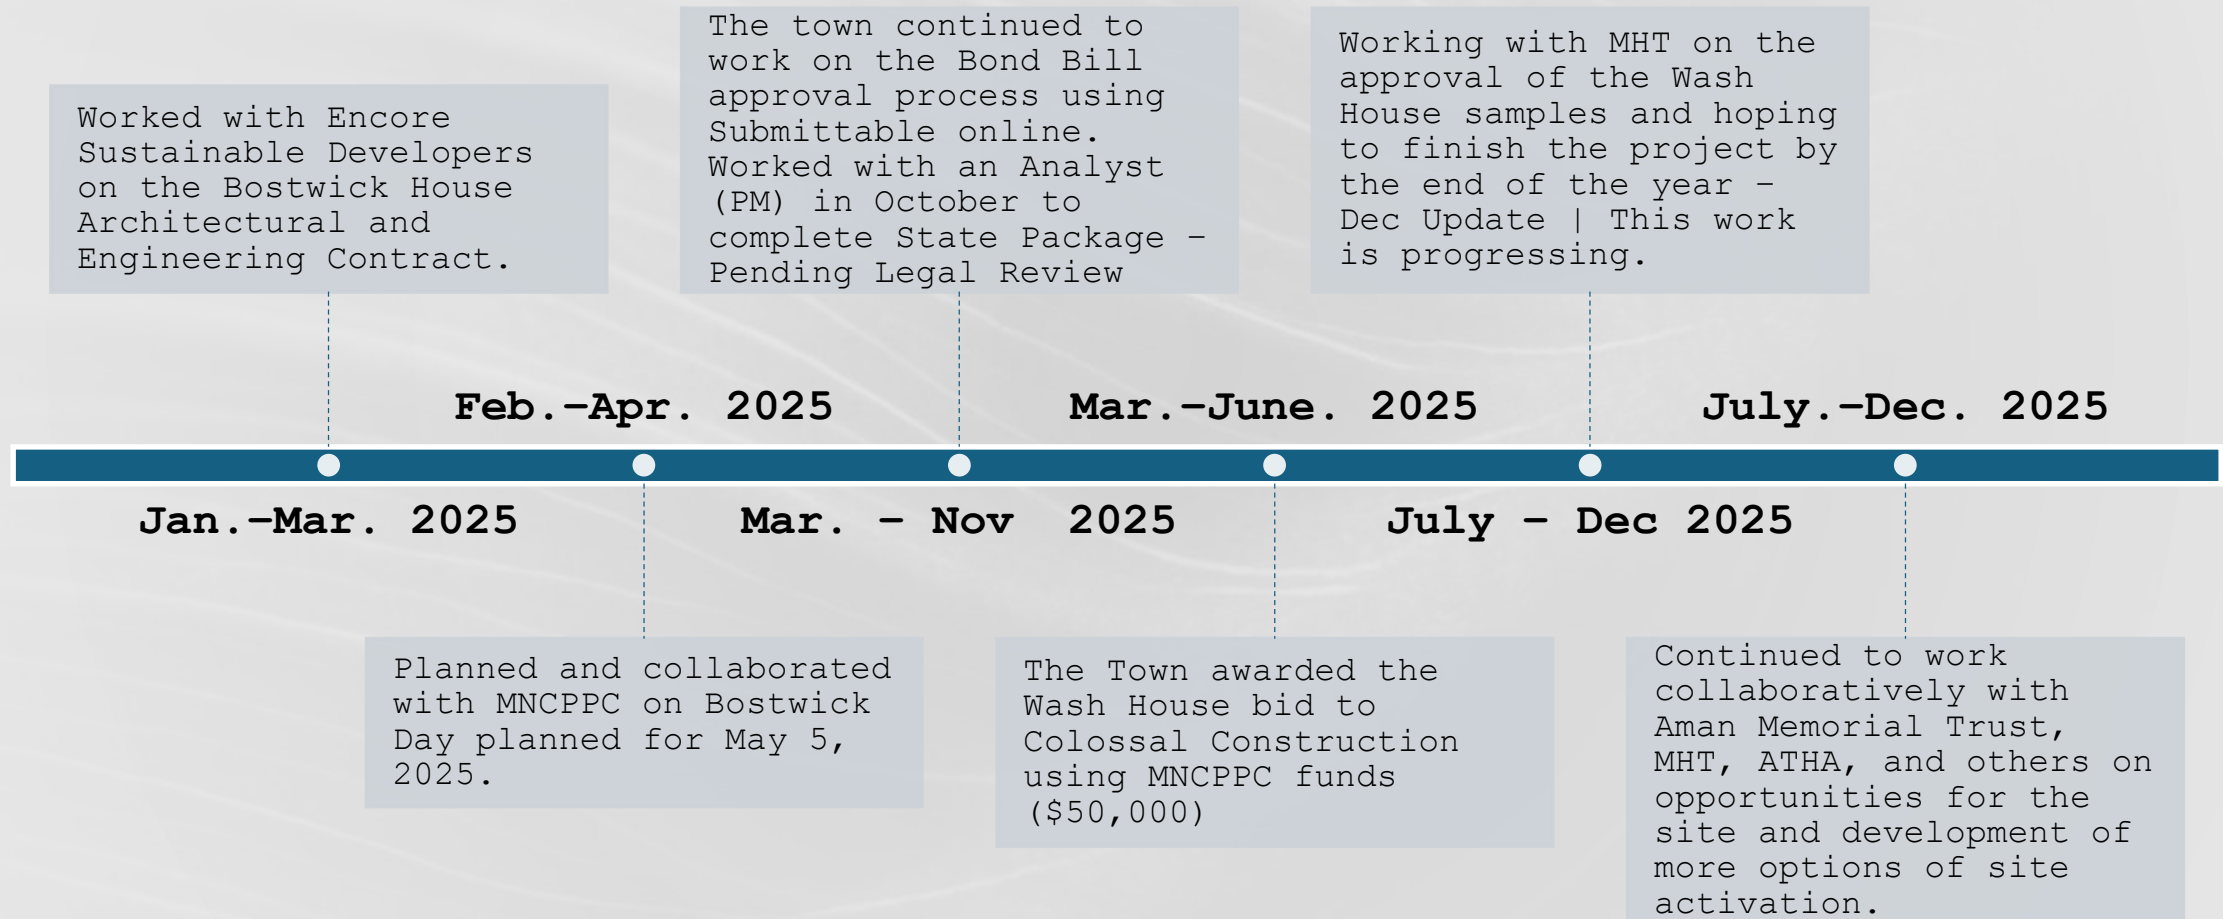 Worked with Encore
Sustainable Developers
on the Bostwick House
Architectural and
Engineering Contract.
Jan.–Mar. 2025
Feb.–Apr. 2025
Planned and collaborated
with MNCPPC on Bostwick
Day planned for May 5,
2025.
The town continued to
work on the Bond Bill
approval process using
Submittable online.
Worked with an Analyst
(PM) in October to
complete State Package –
Pending Legal Review
Mar. – Nov  2025
Mar.–June. 2025
The Town awarded the
Wash House bid to
Colossal Construction
using MNCPPC funds
($50,000)
Working with MHT on the
approval of the Wash
House samples and hoping
to finish the project by
the end of the year –
Dec Update | This work
is progressing.
July – Dec 2025
July.–Dec. 2025
Continued to work
collaboratively with
Aman Memorial Trust,
MHT, ATHA, and others on
opportunities for the
site and development of
more options of site
activation.